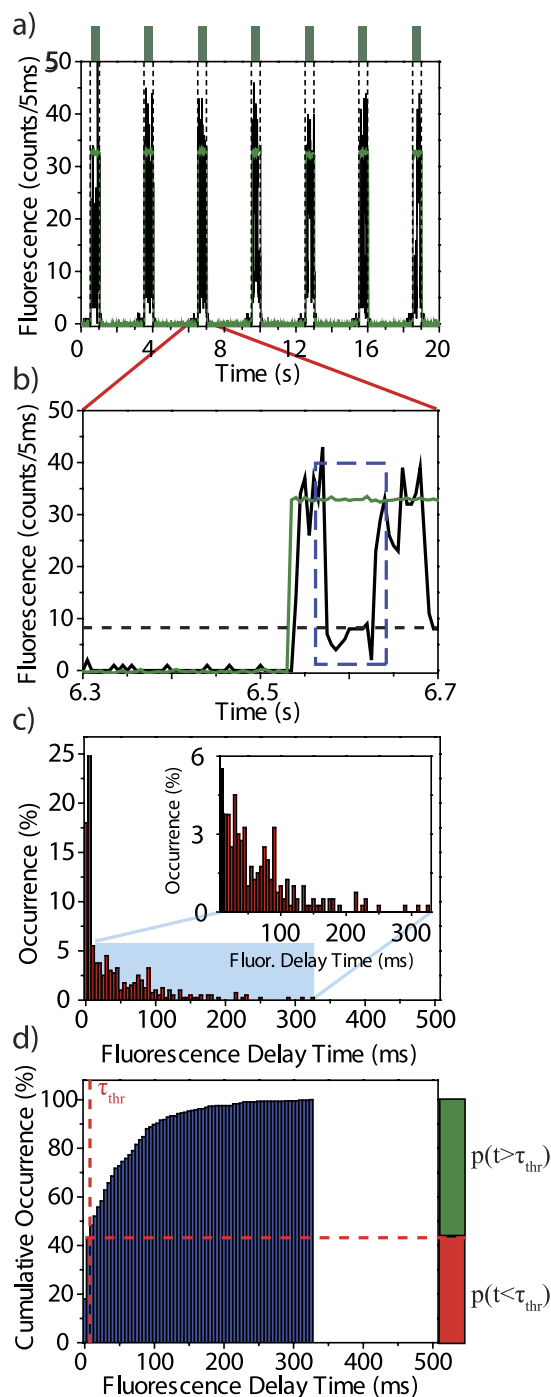 a)
50
40
30
20
10
0
Fluorescence (counts/5ms)
0 4 8 12 16 20
Time (s)
b)
50
40
30
20
10
0
Fluorescence (counts/5ms)
6.3 6.5 6.7
Time (s)
c)
25
20
15
10
5
0
Occurrence (%)
6
3
0
Occurrence (%)
100 200 300
Fluor. Delay Time (ms)
0 100 200 300 400 500
Fluorescence Delay Time (ms)
d)
τthr
100
80
60
40
20
0
Cumulative Occurrence (%)
p(t>τthr)
p(t<τthr)
0 100 200 300 400 500
Fluorescence Delay Time (ms)